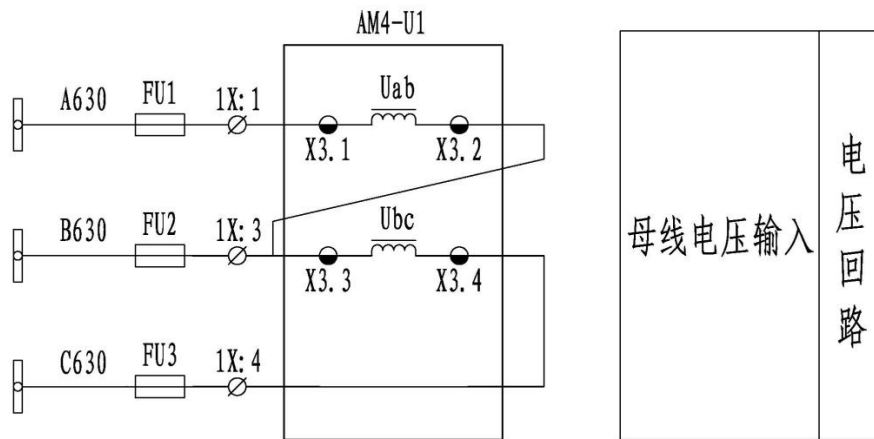 AM4-U1
A630 FU1 1X:1 Uab
X3.1 X3.2
B630 FU2 1X:3 Ubc
X3.3 X3.4
C630 FU3 1X:4
母线电压输入
电压回路